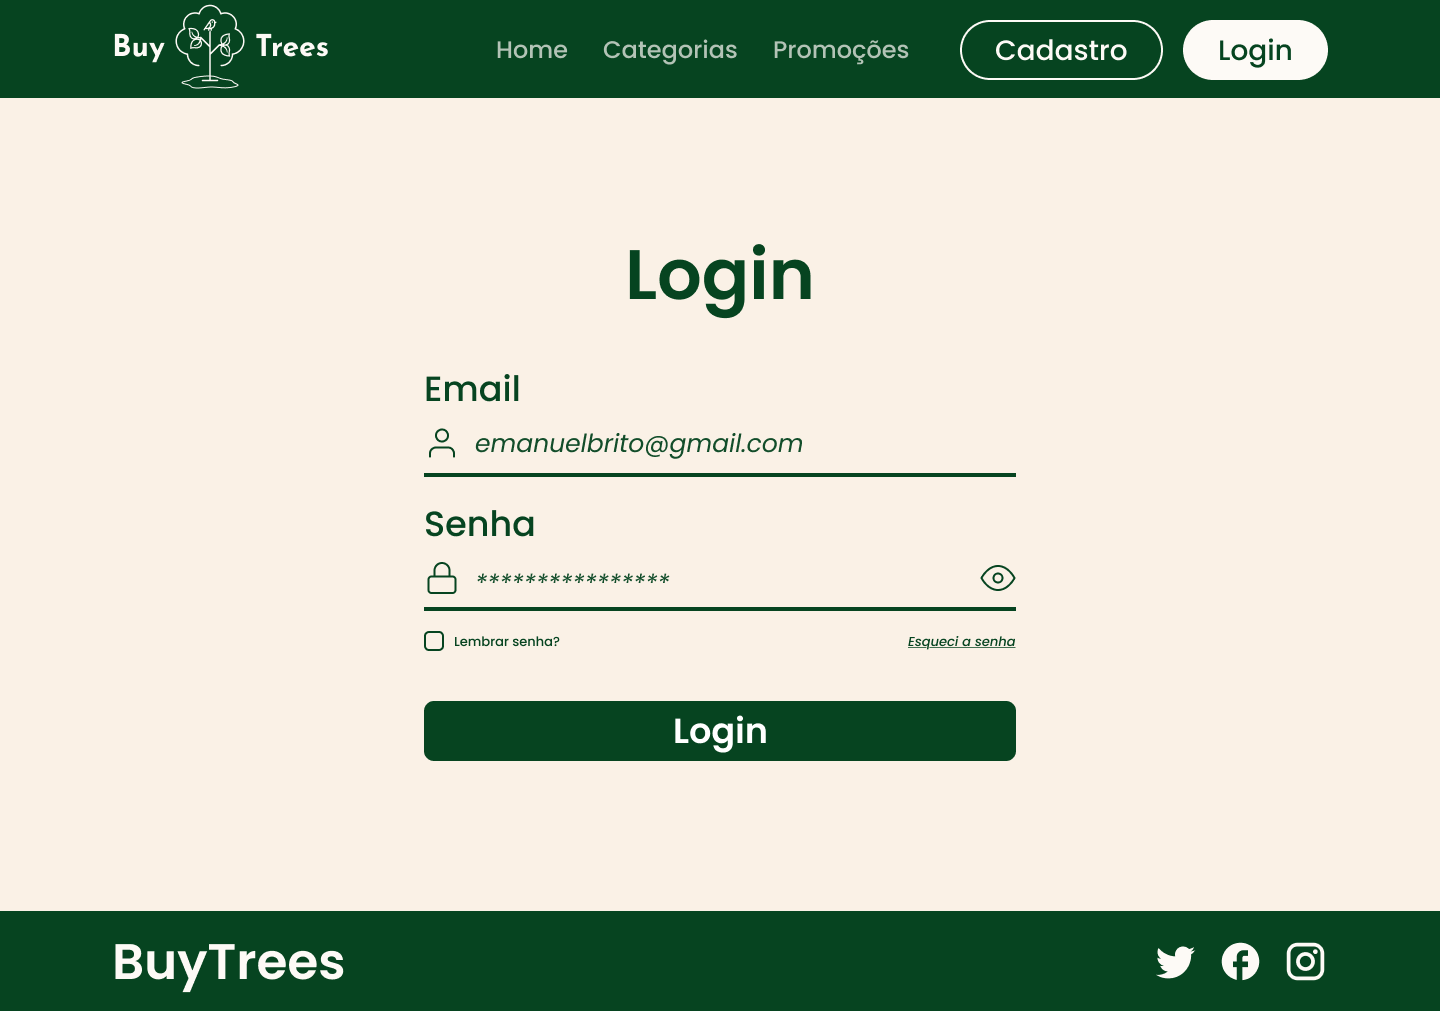 Buy Trees
Home Categorias Promoções Cadastro Login
Login
Email
emanuelbrito@gmail.com
Senha
****************
Lembrar senha? Esqueci a senha
Login
BuyTrees